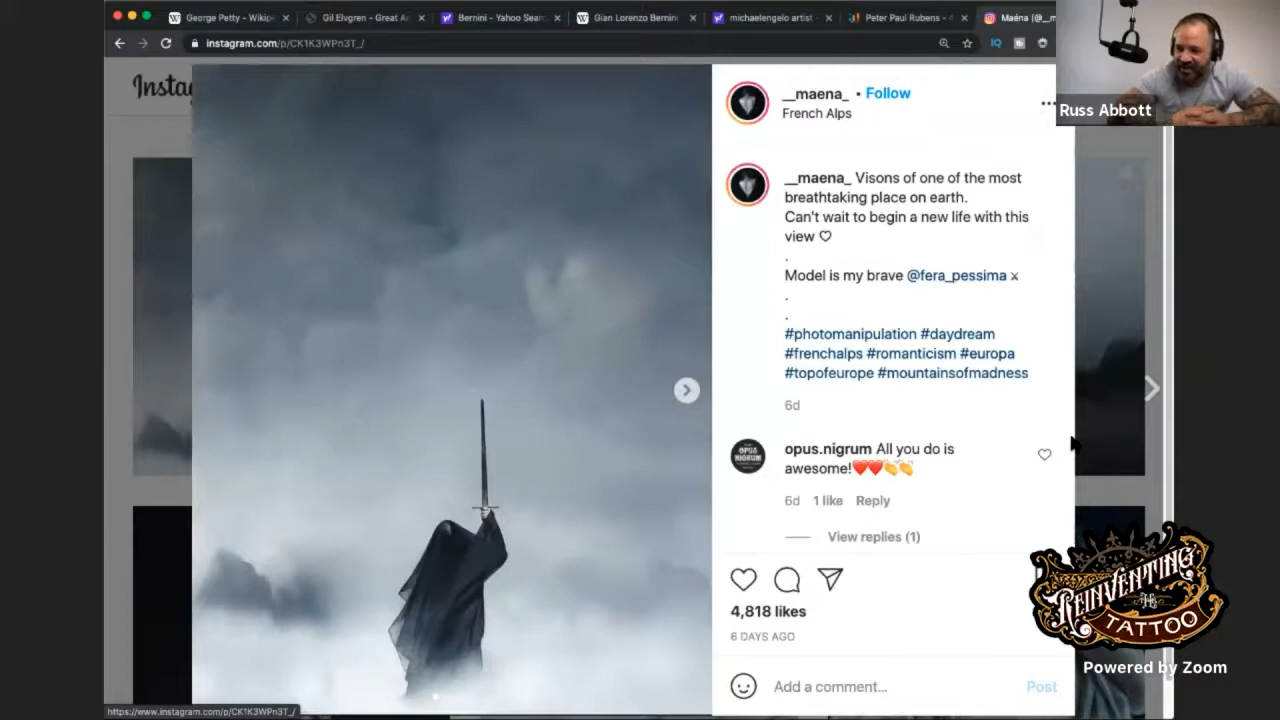 George Petty - Wikip
Gil Elvgren - Great Ar
Bernini - Yahoo Sear
Gian Lorenzo Bernini
michaelengelo artist -
Peter Paul Rubens -
Maéna (@__m
instagram.com/p/CK1K3WPn3T_/
IQ
Insta
__maena_ • Follow
French Alps
Russ Abbott
__maena_ Visons of one of the most
breathtaking place on earth.
Can't wait to begin a new life with this
view ♡
.
Model is my brave @fera_pessima ⚔
.
.
#photomanipulation #daydream
#frenchalps #romanticism #europa
#topofeurope #mountainsofmadness
6d
OPUS
NIGRUM
opus.nigrum All you do is
awesome!❤️❤️👏👏
6d 1 like Reply
View replies (1)
4,818 likes
6 DAYS AGO
Add a comment...
Post
REINVENTING
THE
TATTOO
Powered by Zoom
https://www.instagram.com/p/CK1K3WPn3T_/